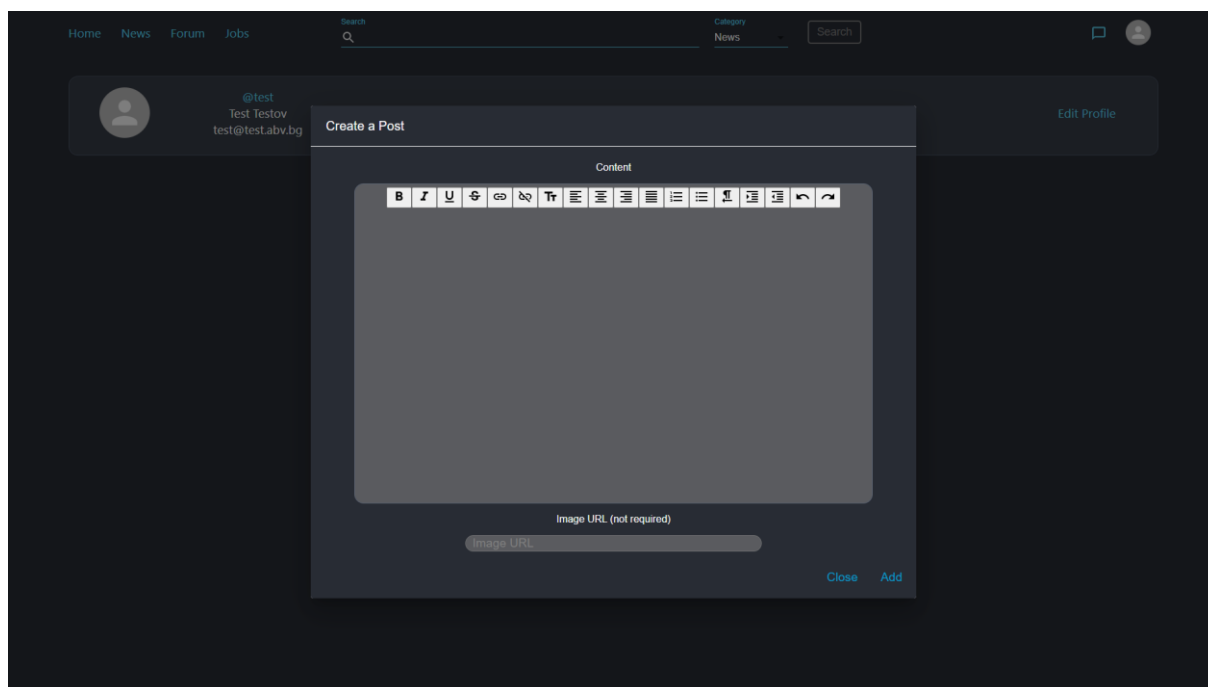 Home News Forum Jobs
Search
Category
News
Search
@test
Test Testov
test@test.abv.bg
Edit Profile
Create a Post
Content
B I U S Tт
Image URL (not required)
Image URL
Close Add